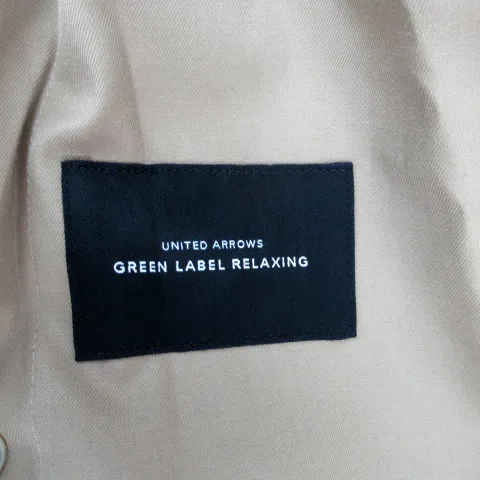 UNITED ARROWS
GREEN LABEL RELAXING